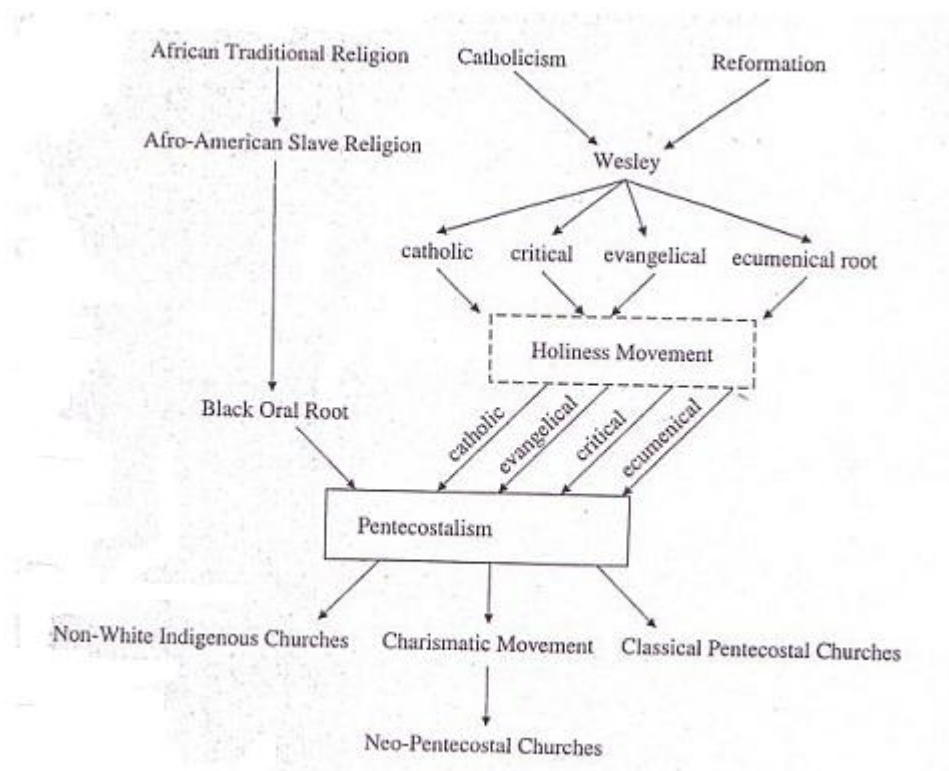 African Traditional Religion
Catholicism
Reformation
Afro-American Slave Religion
Wesley
catholic
critical
evangelical
ecumenical root
Holiness Movement
Black Oral Root
catholic
evangelical
critical
ecumenical
Pentecostalism
Non-White Indigenous Churches
Charismatic Movement
Classical Pentecostal Churches
Neo-Pentecostal Churches